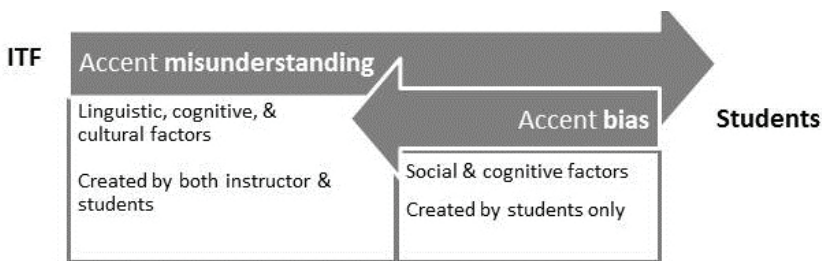 ITF
Accent misunderstanding
Linguistic, cognitive, &
cultural factors
Created by both instructor &
students
Accent bias
Social & cognitive factors
Created by students only
Students